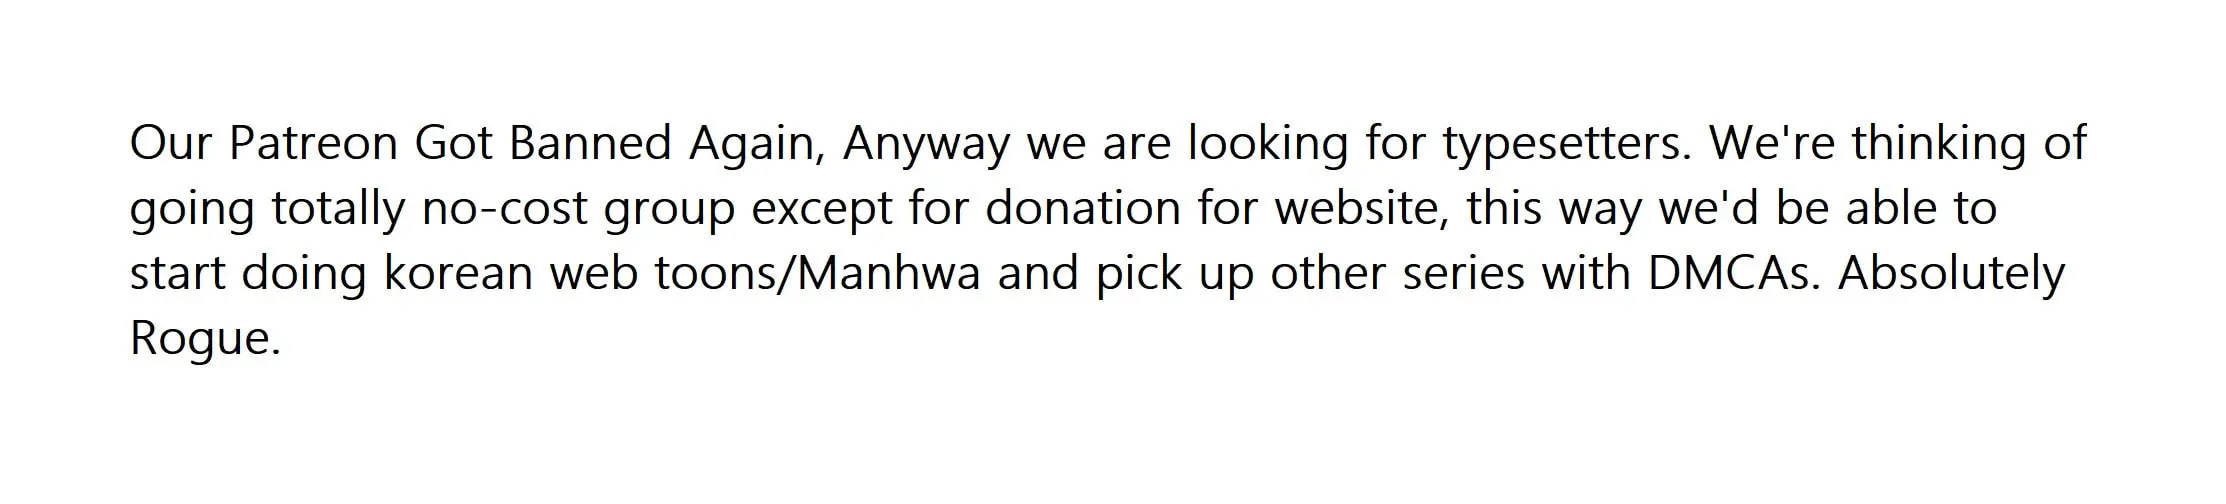 Our Patreon Got Banned Again, Anyway we are looking for typesetters. We're thinking of
going totally no-cost group except for donation for website, this way we'd be able to
start doing korean web toons/Manhwa and pick up other series with DMCAs. Absolutely
Rogue.